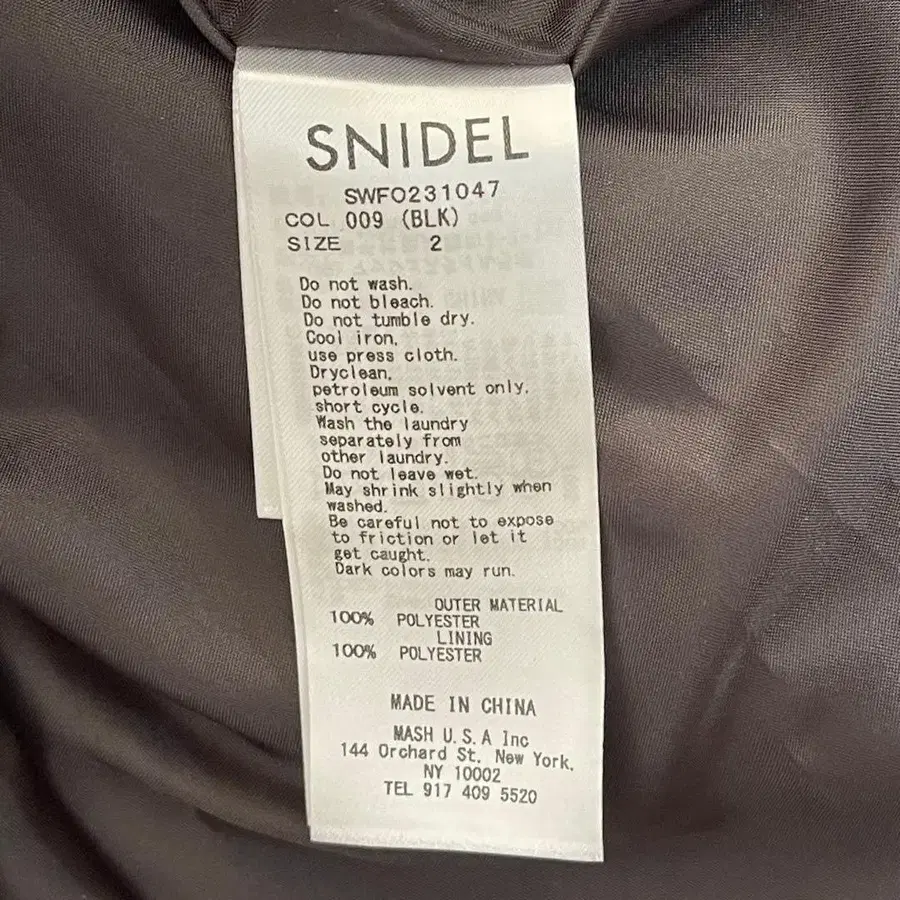 SNIDEL
SWFO231047
COL 009 (BLK)
SIZE 2
Do not wash.
Do not bleach.
Do not tumble dry.
Cool iron,
use press cloth.
Dryclean,
petroleum solvent only,
short cycle.
Wash the laundry
separately from
other laundry.
Do not leave wet.
May shrink slightly when
washed.
Be careful not to expose
to friction or let it
get caught.
Dark colors may run.
OUTER MATERIAL
100% POLYESTER
LINING
100% POLYESTER
MADE IN CHINA
MASH U.S.A Inc
144 Orchard St. New York,
NY 10002
TEL 917 409 5520